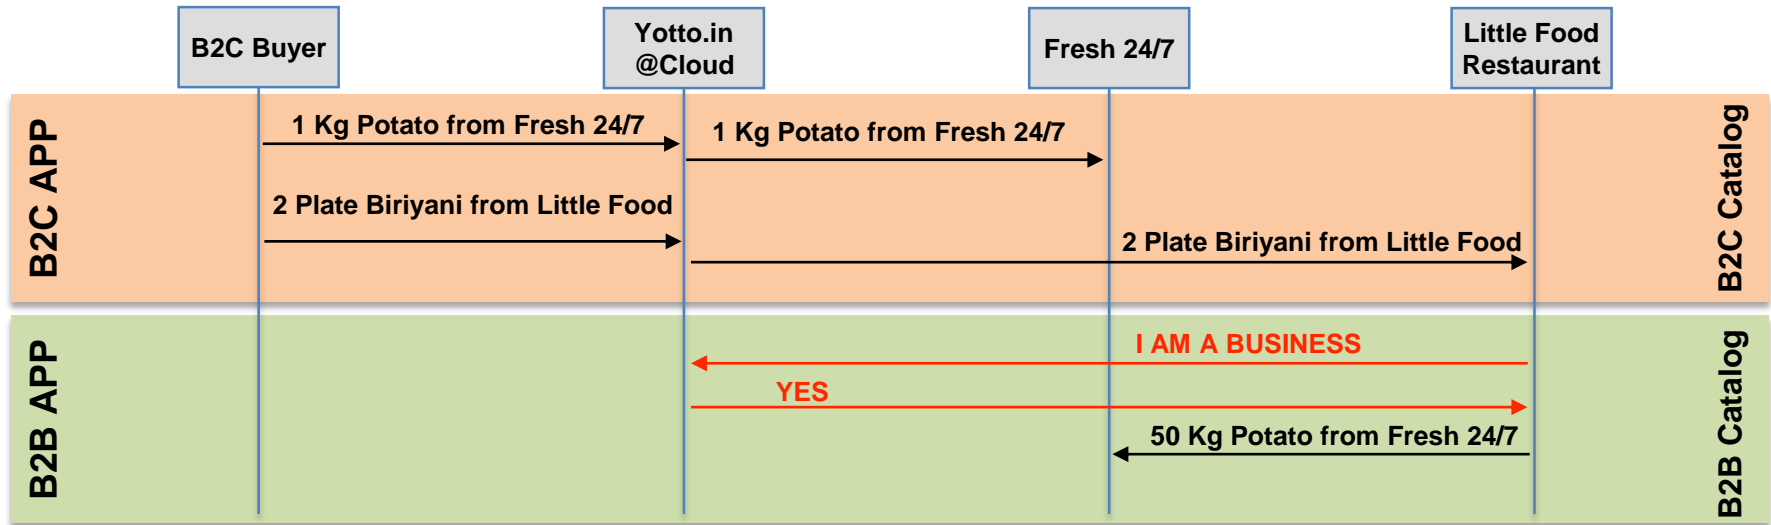 B2C Buyer
Yotto.in
@Cloud
Fresh 24/7
Little Food
Restaurant
B2C APP
1 Kg Potato from Fresh 24/7
1 Kg Potato from Fresh 24/7
2 Plate Biriyani from Little Food
2 Plate Biriyani from Little Food
B2C Catalog
B2B APP
I AM A BUSINESS
YES
50 Kg Potato from Fresh 24/7
B2B Catalog